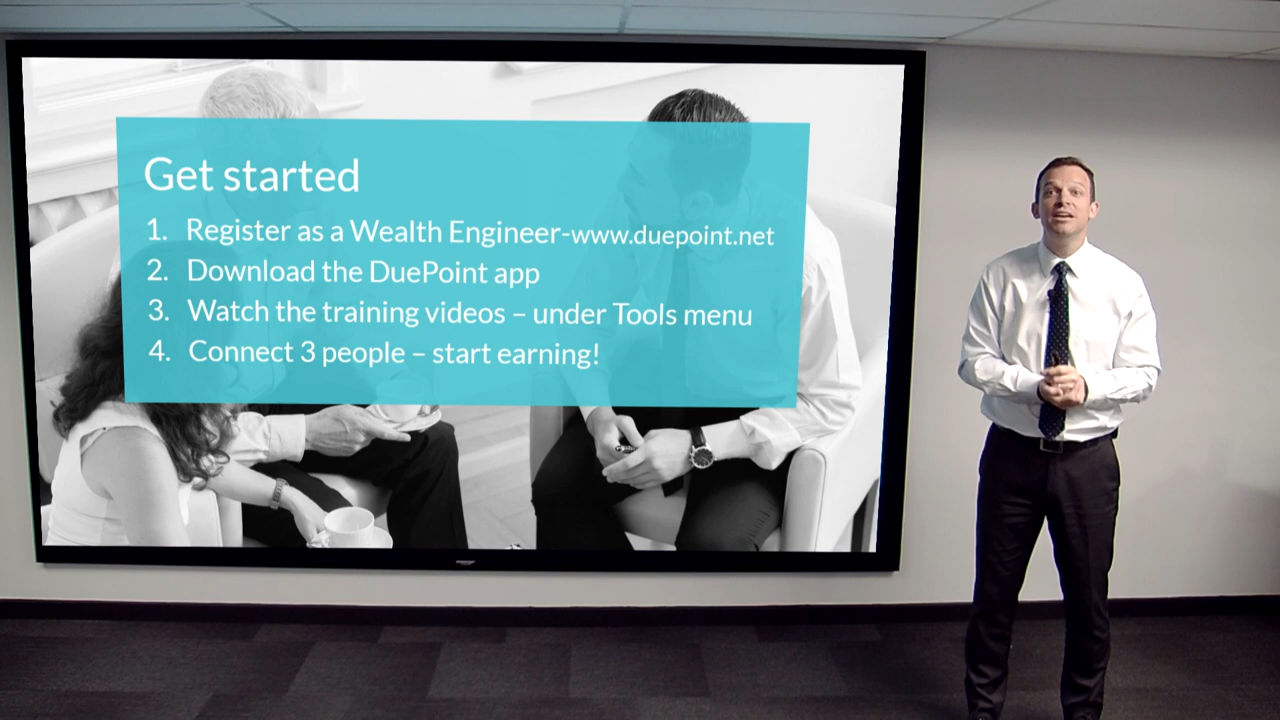 Get started
1. Register as a Wealth Engineer-www.duepoint.net
2. Download the DuePoint app
3. Watch the training videos – under Tools menu
4. Connect 3 people – start earning!